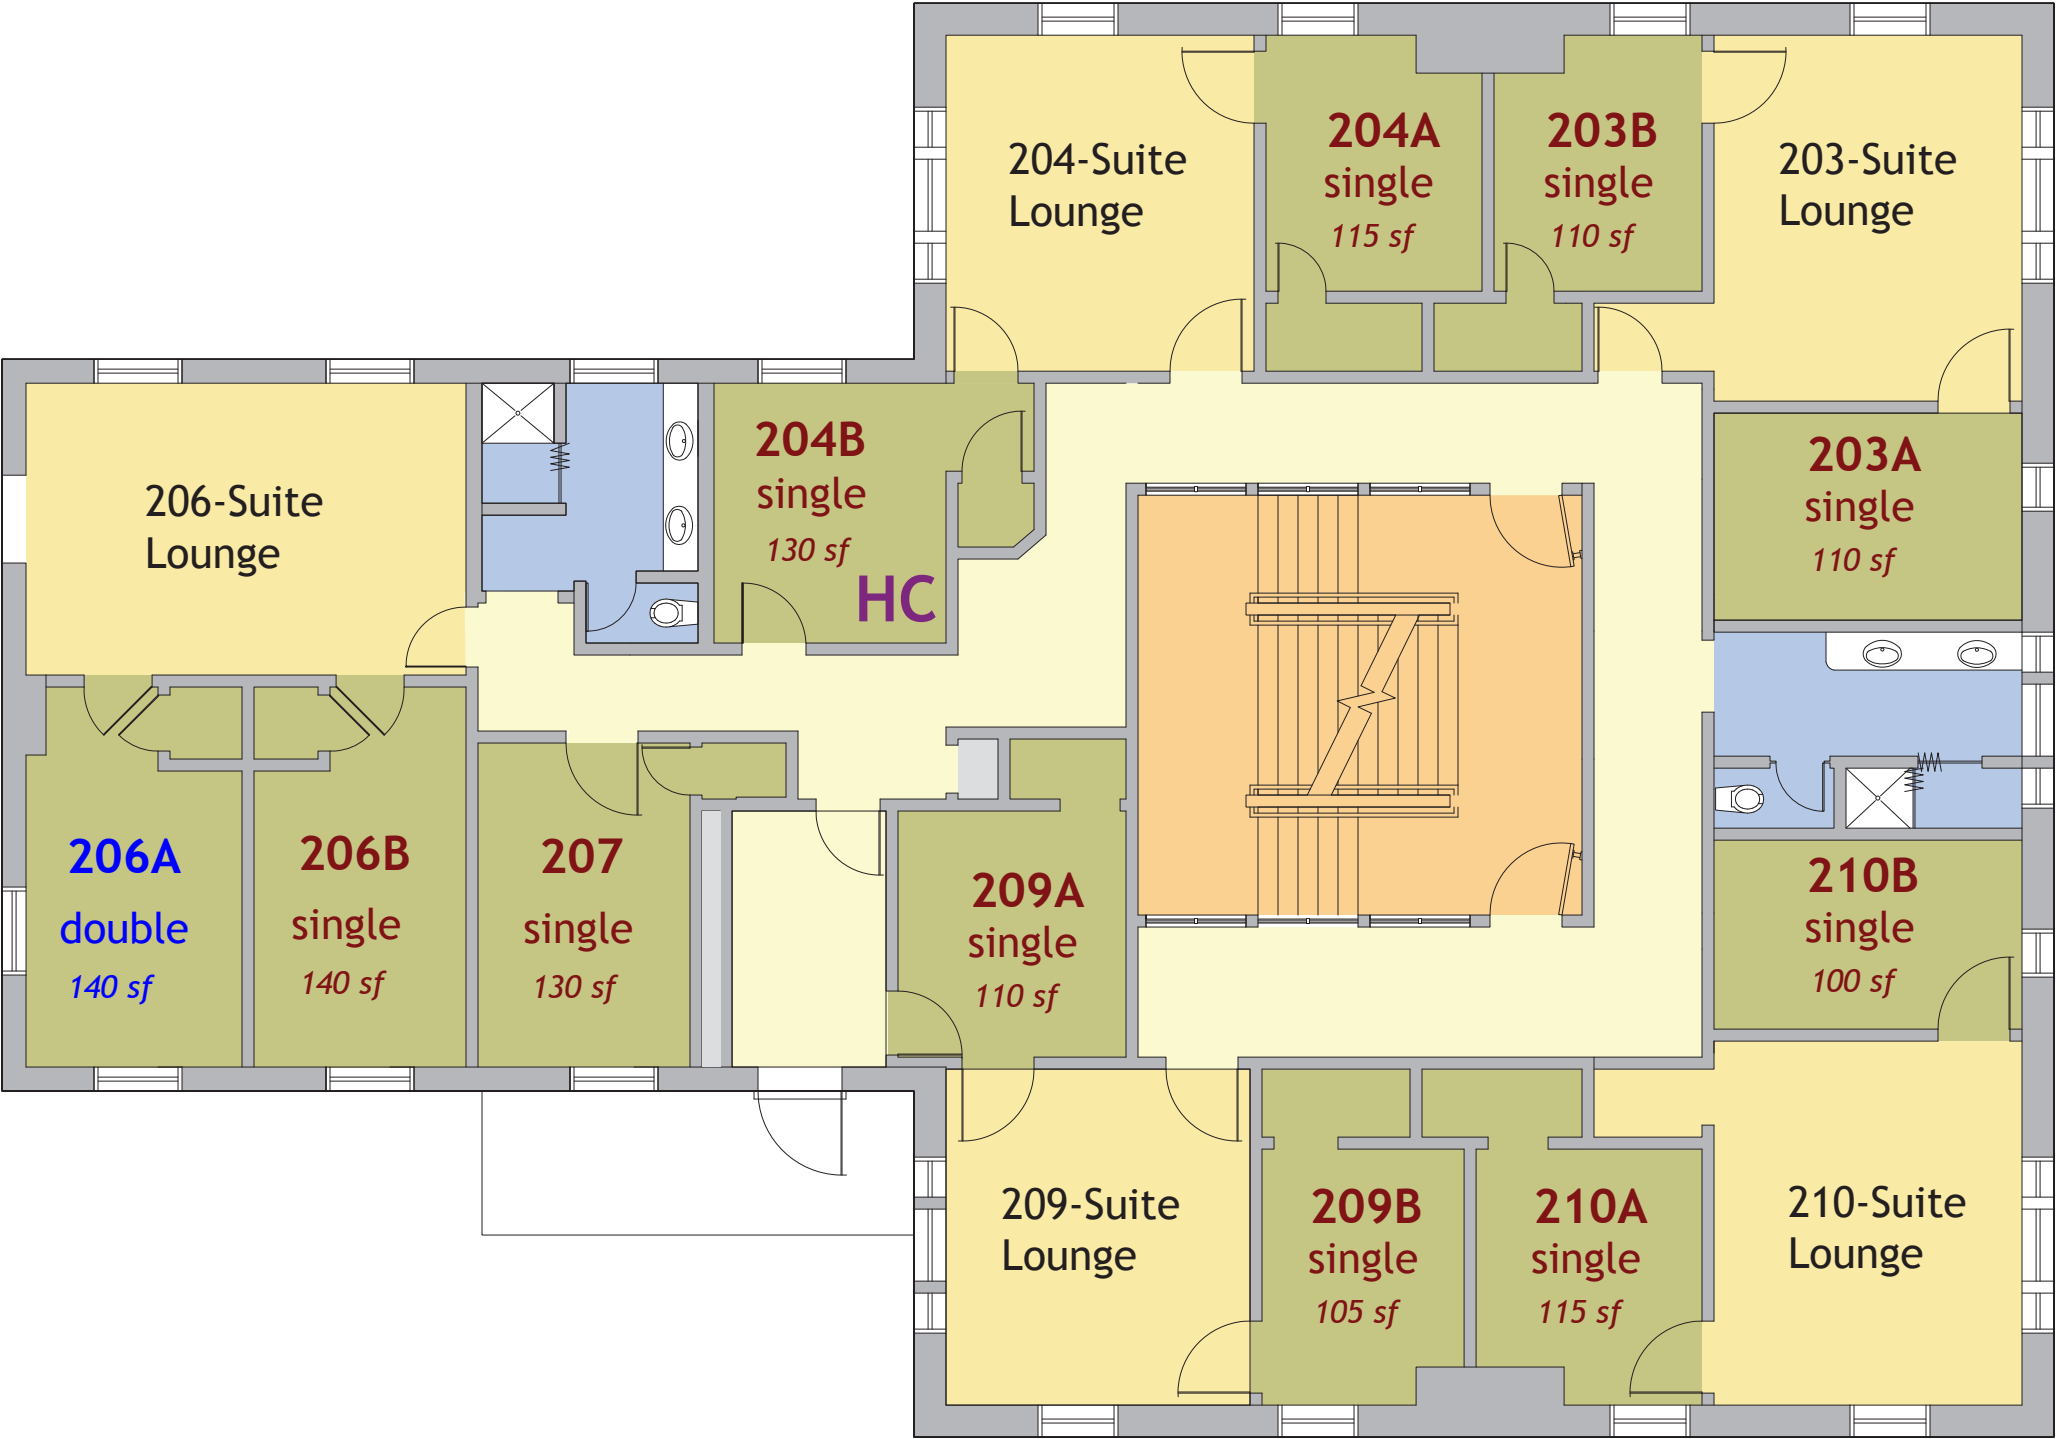 204-Suite
Lounge
204A
single
115 sf
203B
single
110 sf
203-Suite
Lounge
206-Suite
Lounge
204B
single
130 sf
HC
203A
single
110 sf
206A
double
140 sf
206B
single
140 sf
207
single
130 sf
209A
single
110 sf
210B
single
100 sf
209-Suite
Lounge
209B
single
105 sf
210A
single
115 sf
210-Suite
Lounge